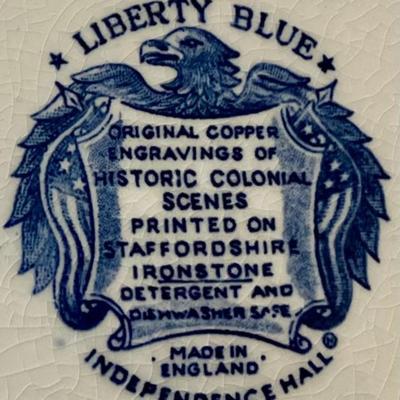 LIBERTY BLUE
ORIGINAL COPPER
ENGRAVINGS OF
HISTORIC COLONIAL
SCENES
PRINTED ON
STAFFORDSHIRE
IRONSTONE
DETERGENT AND
DISHWASHER SAFE
· MADE IN ·
ENGLAND
INDEPENDENCE HALL ®